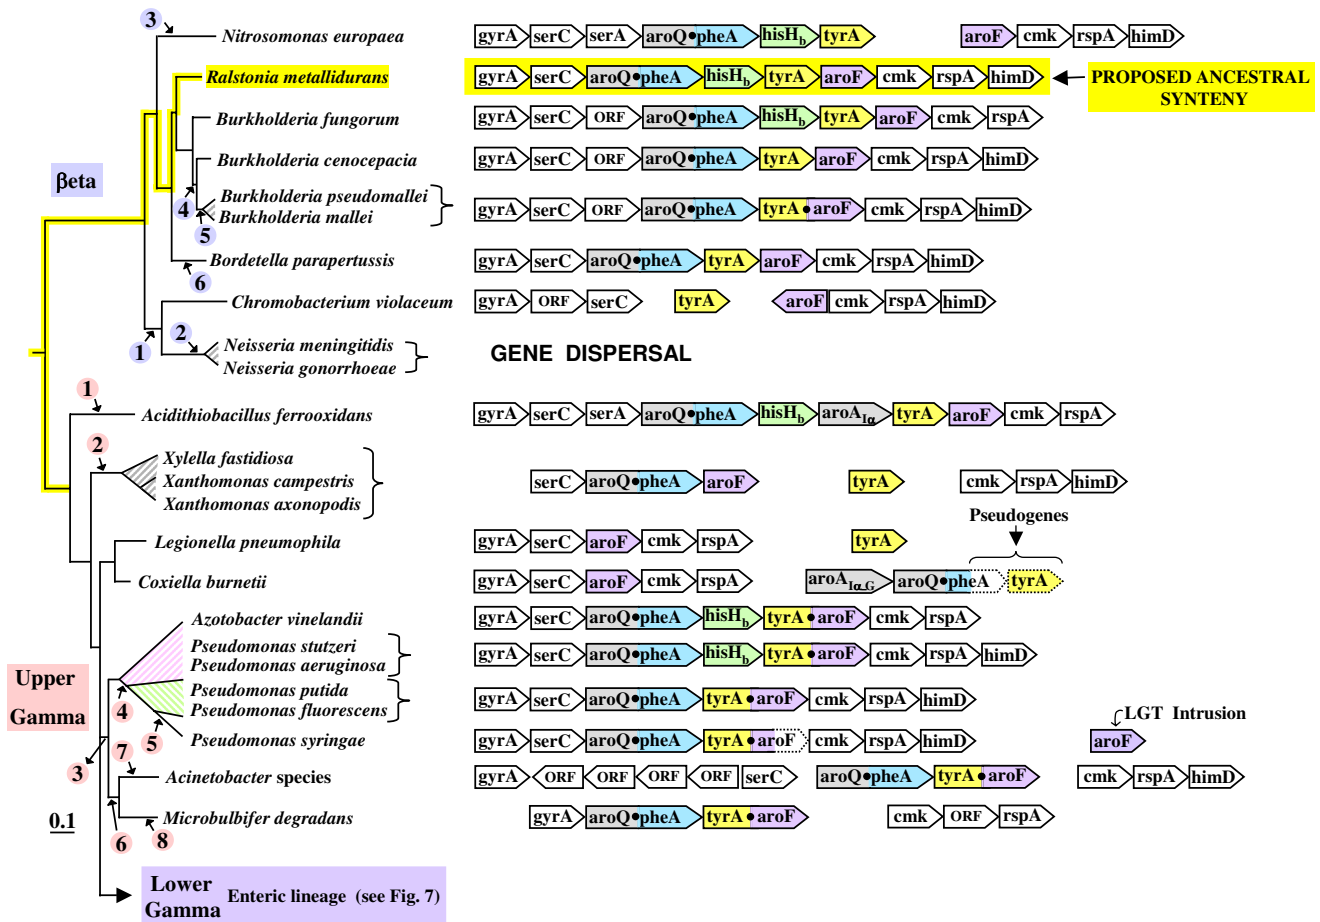 3 Nitrosomonas europaea gyrA serC serA aroQ•pheA hisHb tyrA aroF cmk rspA himD
Ralstonia metallidurans gyrA serC aroQ•pheA hisHb tyrA aroF cmk rspA himD PROPOSED ANCESTRAL
SYNTENY
Burkholderia fungorum gyrA serC ORF aroQ•pheA hisHb tyrA aroF cmk rspA
Burkholderia cenocepacia gyrA serC ORF aroQ•pheA tyrA aroF cmk rspA himD
βeta
Burkholderia pseudomallei
4 Burkholderia mallei gyrA serC ORF aroQ•pheA tyrA•aroF cmk rspA himD
5
Bordetella parapertussis gyrA serC aroQ•pheA tyrA aroF cmk rspA himD
6
Chromobacterium violaceum gyrA ORF serC tyrA aroF cmk rspA himD
1 2 Neisseria meningitidis
Neisseria gonorrhoeae GENE DISPERSAL
1
Acidithiobacillus ferrooxidans gyrA serC serA aroQ•pheA hisHb aroAIα tyrA aroF cmk rspA
2 Xylella fastidiosa
Xanthomonas campestris serC aroQ•pheA aroF tyrA cmk rspA himD
Xanthomonas axonopodis
Pseudogenes
Legionella pneumophila gyrA serC aroF cmk rspA tyrA
Coxiella burnetii gyrA serC aroF cmk rspA aroAIα_G aroQ•pheA tyrA
Azotobacter vinelandii gyrA serC aroQ•pheA hisHb tyrA•aroF cmk rspA
Pseudomonas stutzeri
Pseudomonas aeruginosa gyrA serC aroQ•pheA hisHb tyrA•aroF cmk rspA himD
Upper
Gamma
Pseudomonas putida
4 Pseudomonas fluorescens gyrA serC aroQ•pheA tyrA•aroF cmk rspA himD
LGT Intrusion
5 Pseudomonas syringae gyrA serC aroQ•pheA tyrA•aroF cmk rspA himD aroF
7
3 Acinetobacter species gyrA ORF ORF ORF ORF serC aroQ•pheA tyrA•aroF cmk rspA himD
0.1 Microbulbifer degradans gyrA aroQ•pheA tyrA•aroF cmk ORF rspA
6 8
Lower
Gamma
Enteric lineage (see Fig. 7)